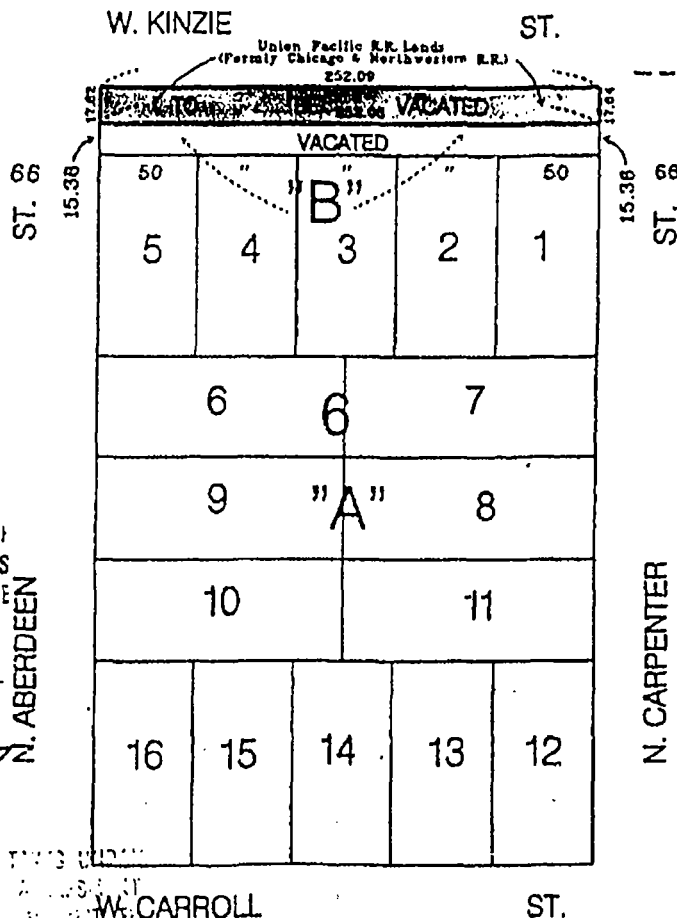 W. KINZIE ST.
Union Pacific R.R. Lands
(Formly Chicago & Northwestern R.R.)
252.09
17.62 TO BE VACATED 17.64
VACATED
66 15.38 50 " " " 50 15.38 66
ST. "B" ST.
5 4 3 2 1
6 6 7
9 "A" 8
10 11
N. ABERDEEN N. CARPENTER
16 15 14 13 12
W. CARROLL ST.